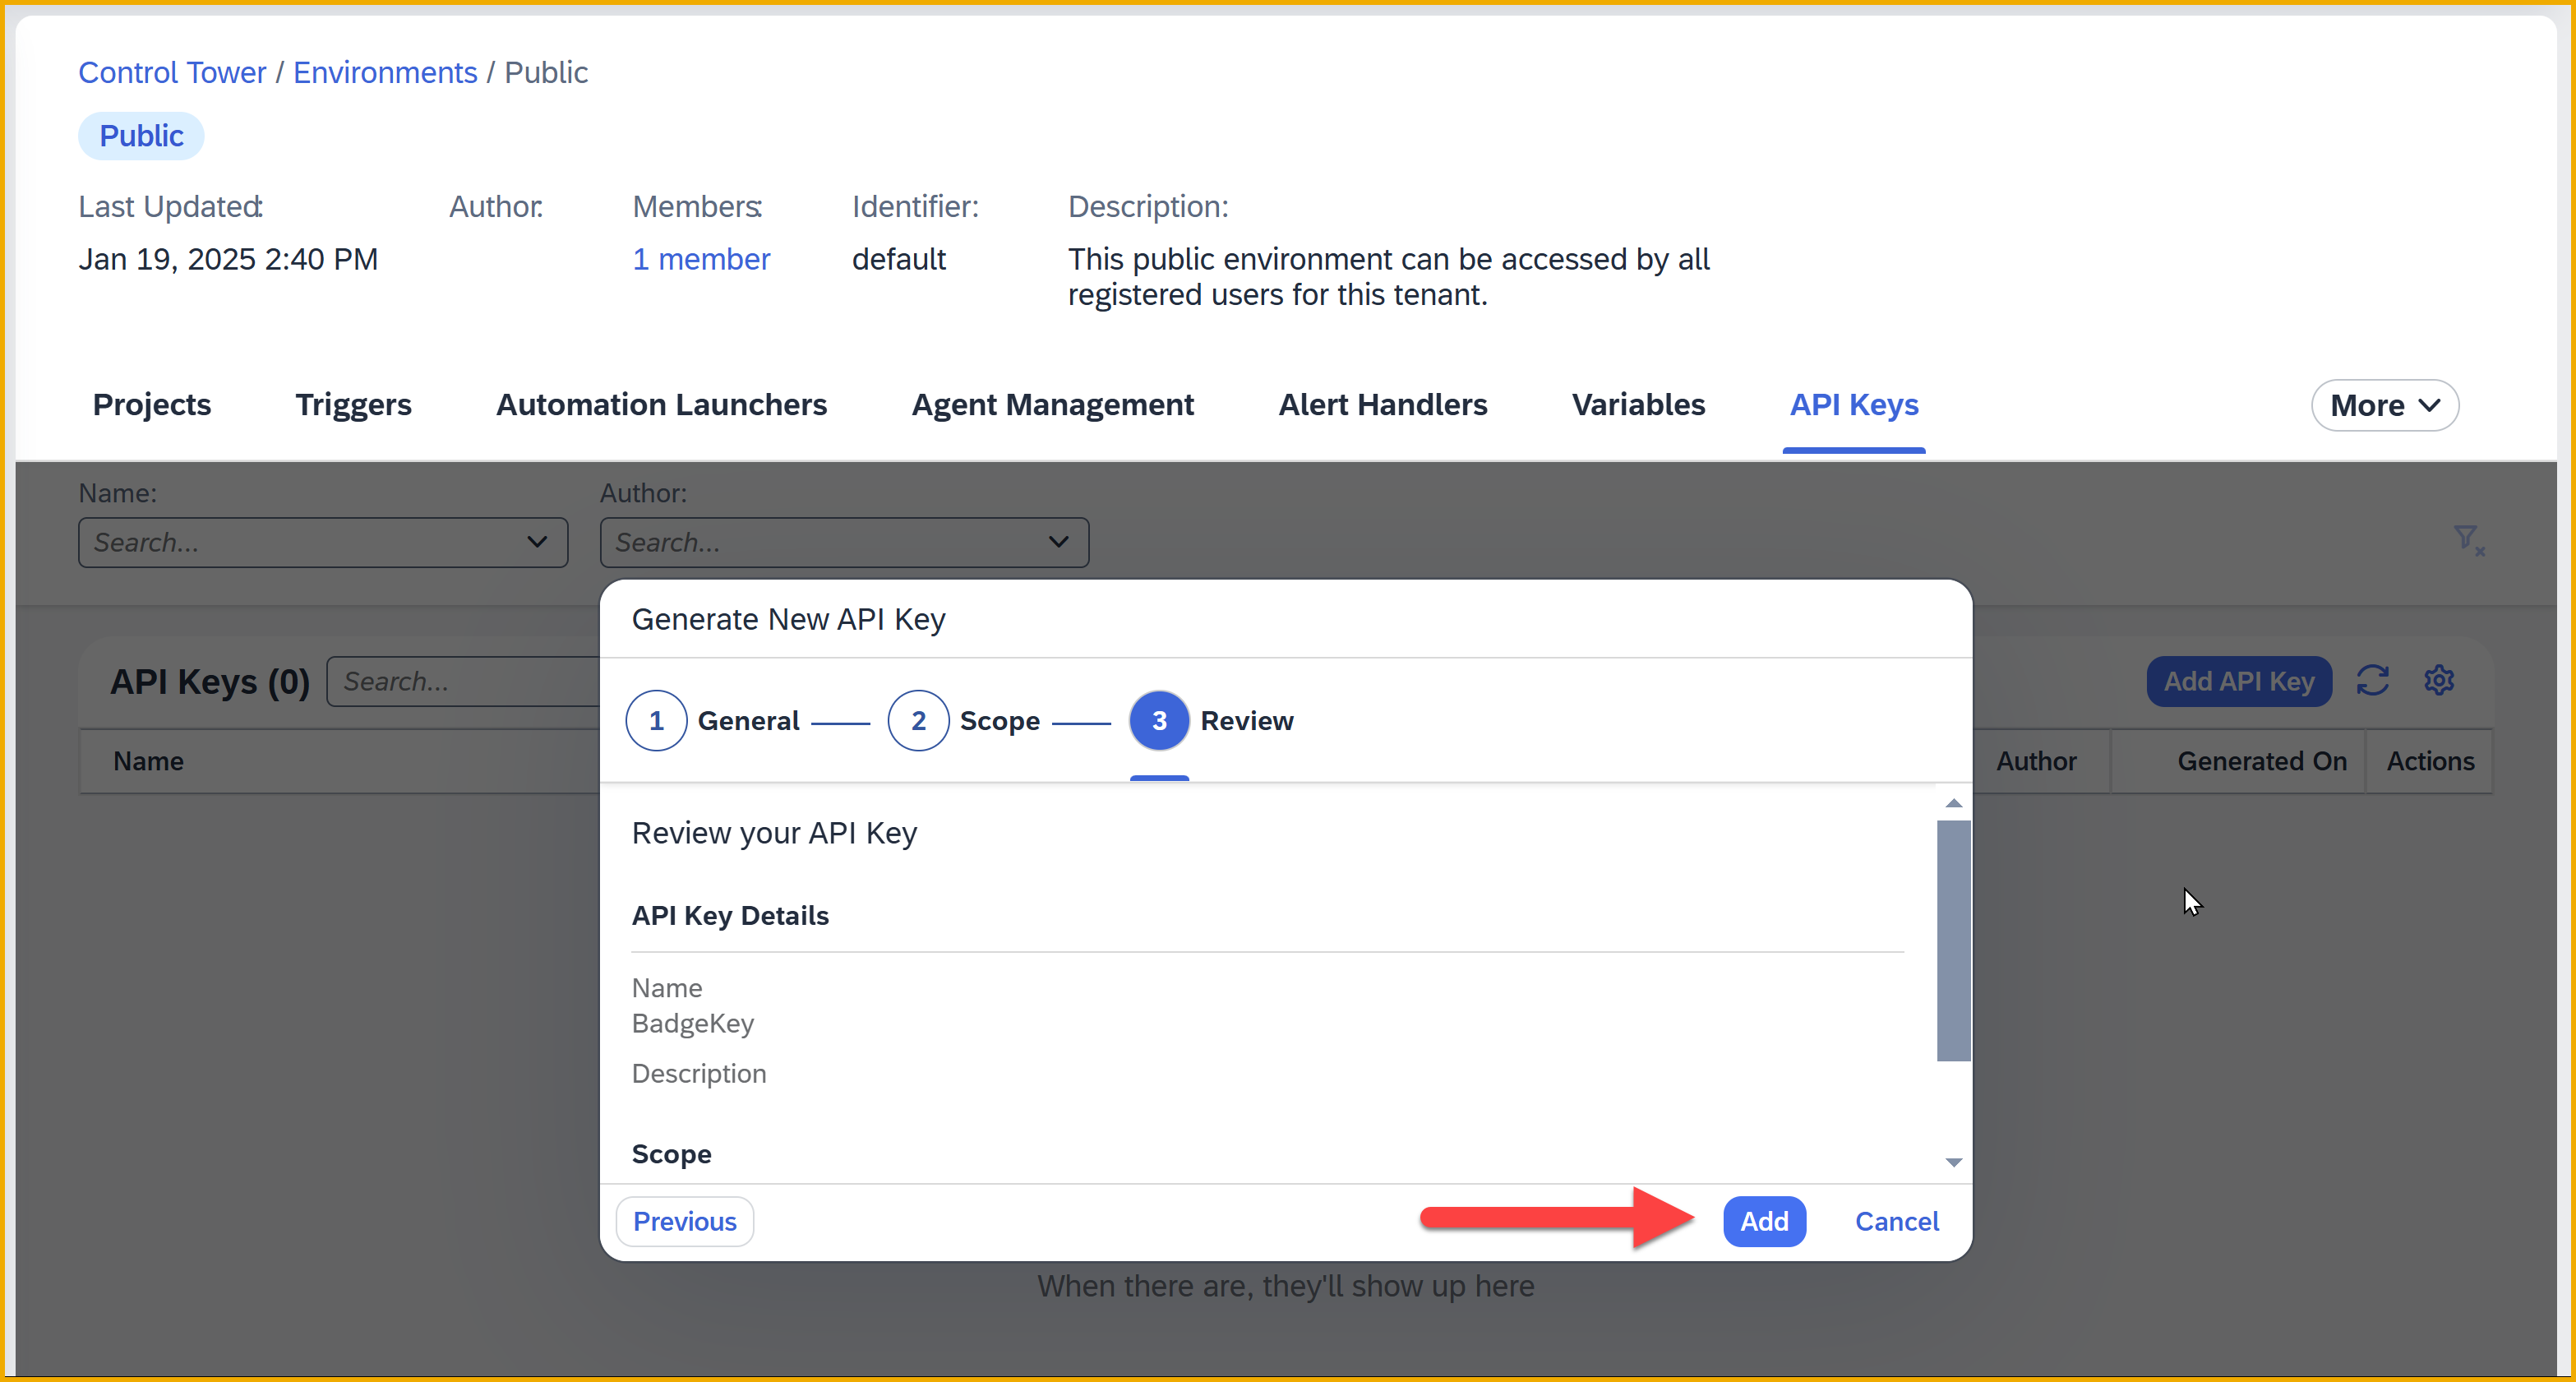 Control Tower / Environments / Public
Public
Last Updated: Author: Members: Identifier: Description:
Jan 19, 2025 2:40 PM 1 member default This public environment can be accessed by all
registered users for this tenant.
Projects Triggers Automation Launchers Agent Management Alert Handlers Variables API Keys More
Name: Author:
Search... Search...
Generate New API Key
API Keys (0) Search... Add API Key
1 General 2 Scope 3 Review
Name Author Generated On Actions
Review your API Key
API Key Details
Name
BadgeKey
Description
Scope
Previous Add Cancel
When there are, they'll show up here